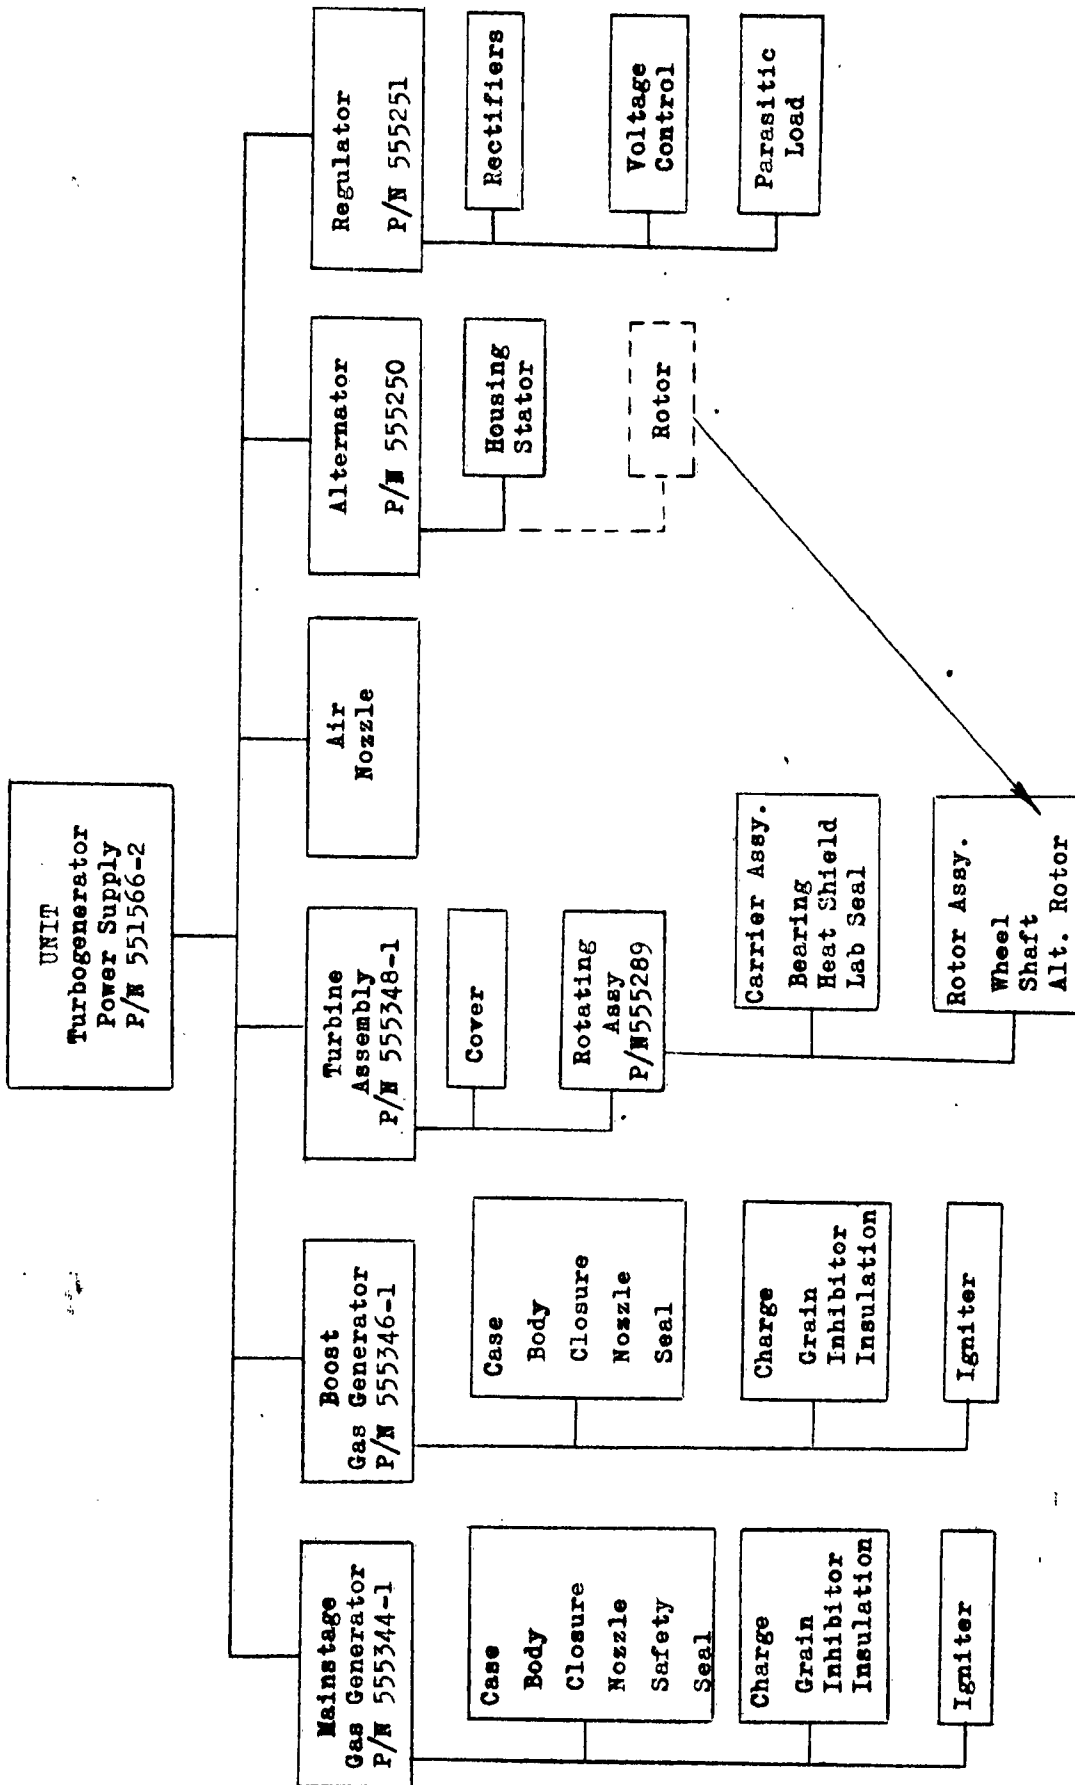 UNIT
Turbogenerator
Power Supply
P/N 551566-2
Mainstage
Gas Generator
P/N 555344-1
Case
Body
Closure
Nozzle
Safety
Seal
Charge
Grain
Inhibitor
Insulation
Igniter
Boost
Gas Generator
P/N 555346-1
Case
Body
Closure
Nozzle
Seal
Charge
Grain
Inhibitor
Insulation
Igniter
Turbine
Assembly
P/N 555348-1
Cover
Rotating
Assy
P/N555289
Carrier Assy.
Bearing
Heat Shield
Lab Seal
Rotor Assy.
Wheel
Shaft
Alt. Rotor
Air
Nozzle
Alternator
P/N 555250
Housing
Stator
Rotor
Regulator
P/N 555251
Rectifiers
Voltage
Control
Parasitic
Load